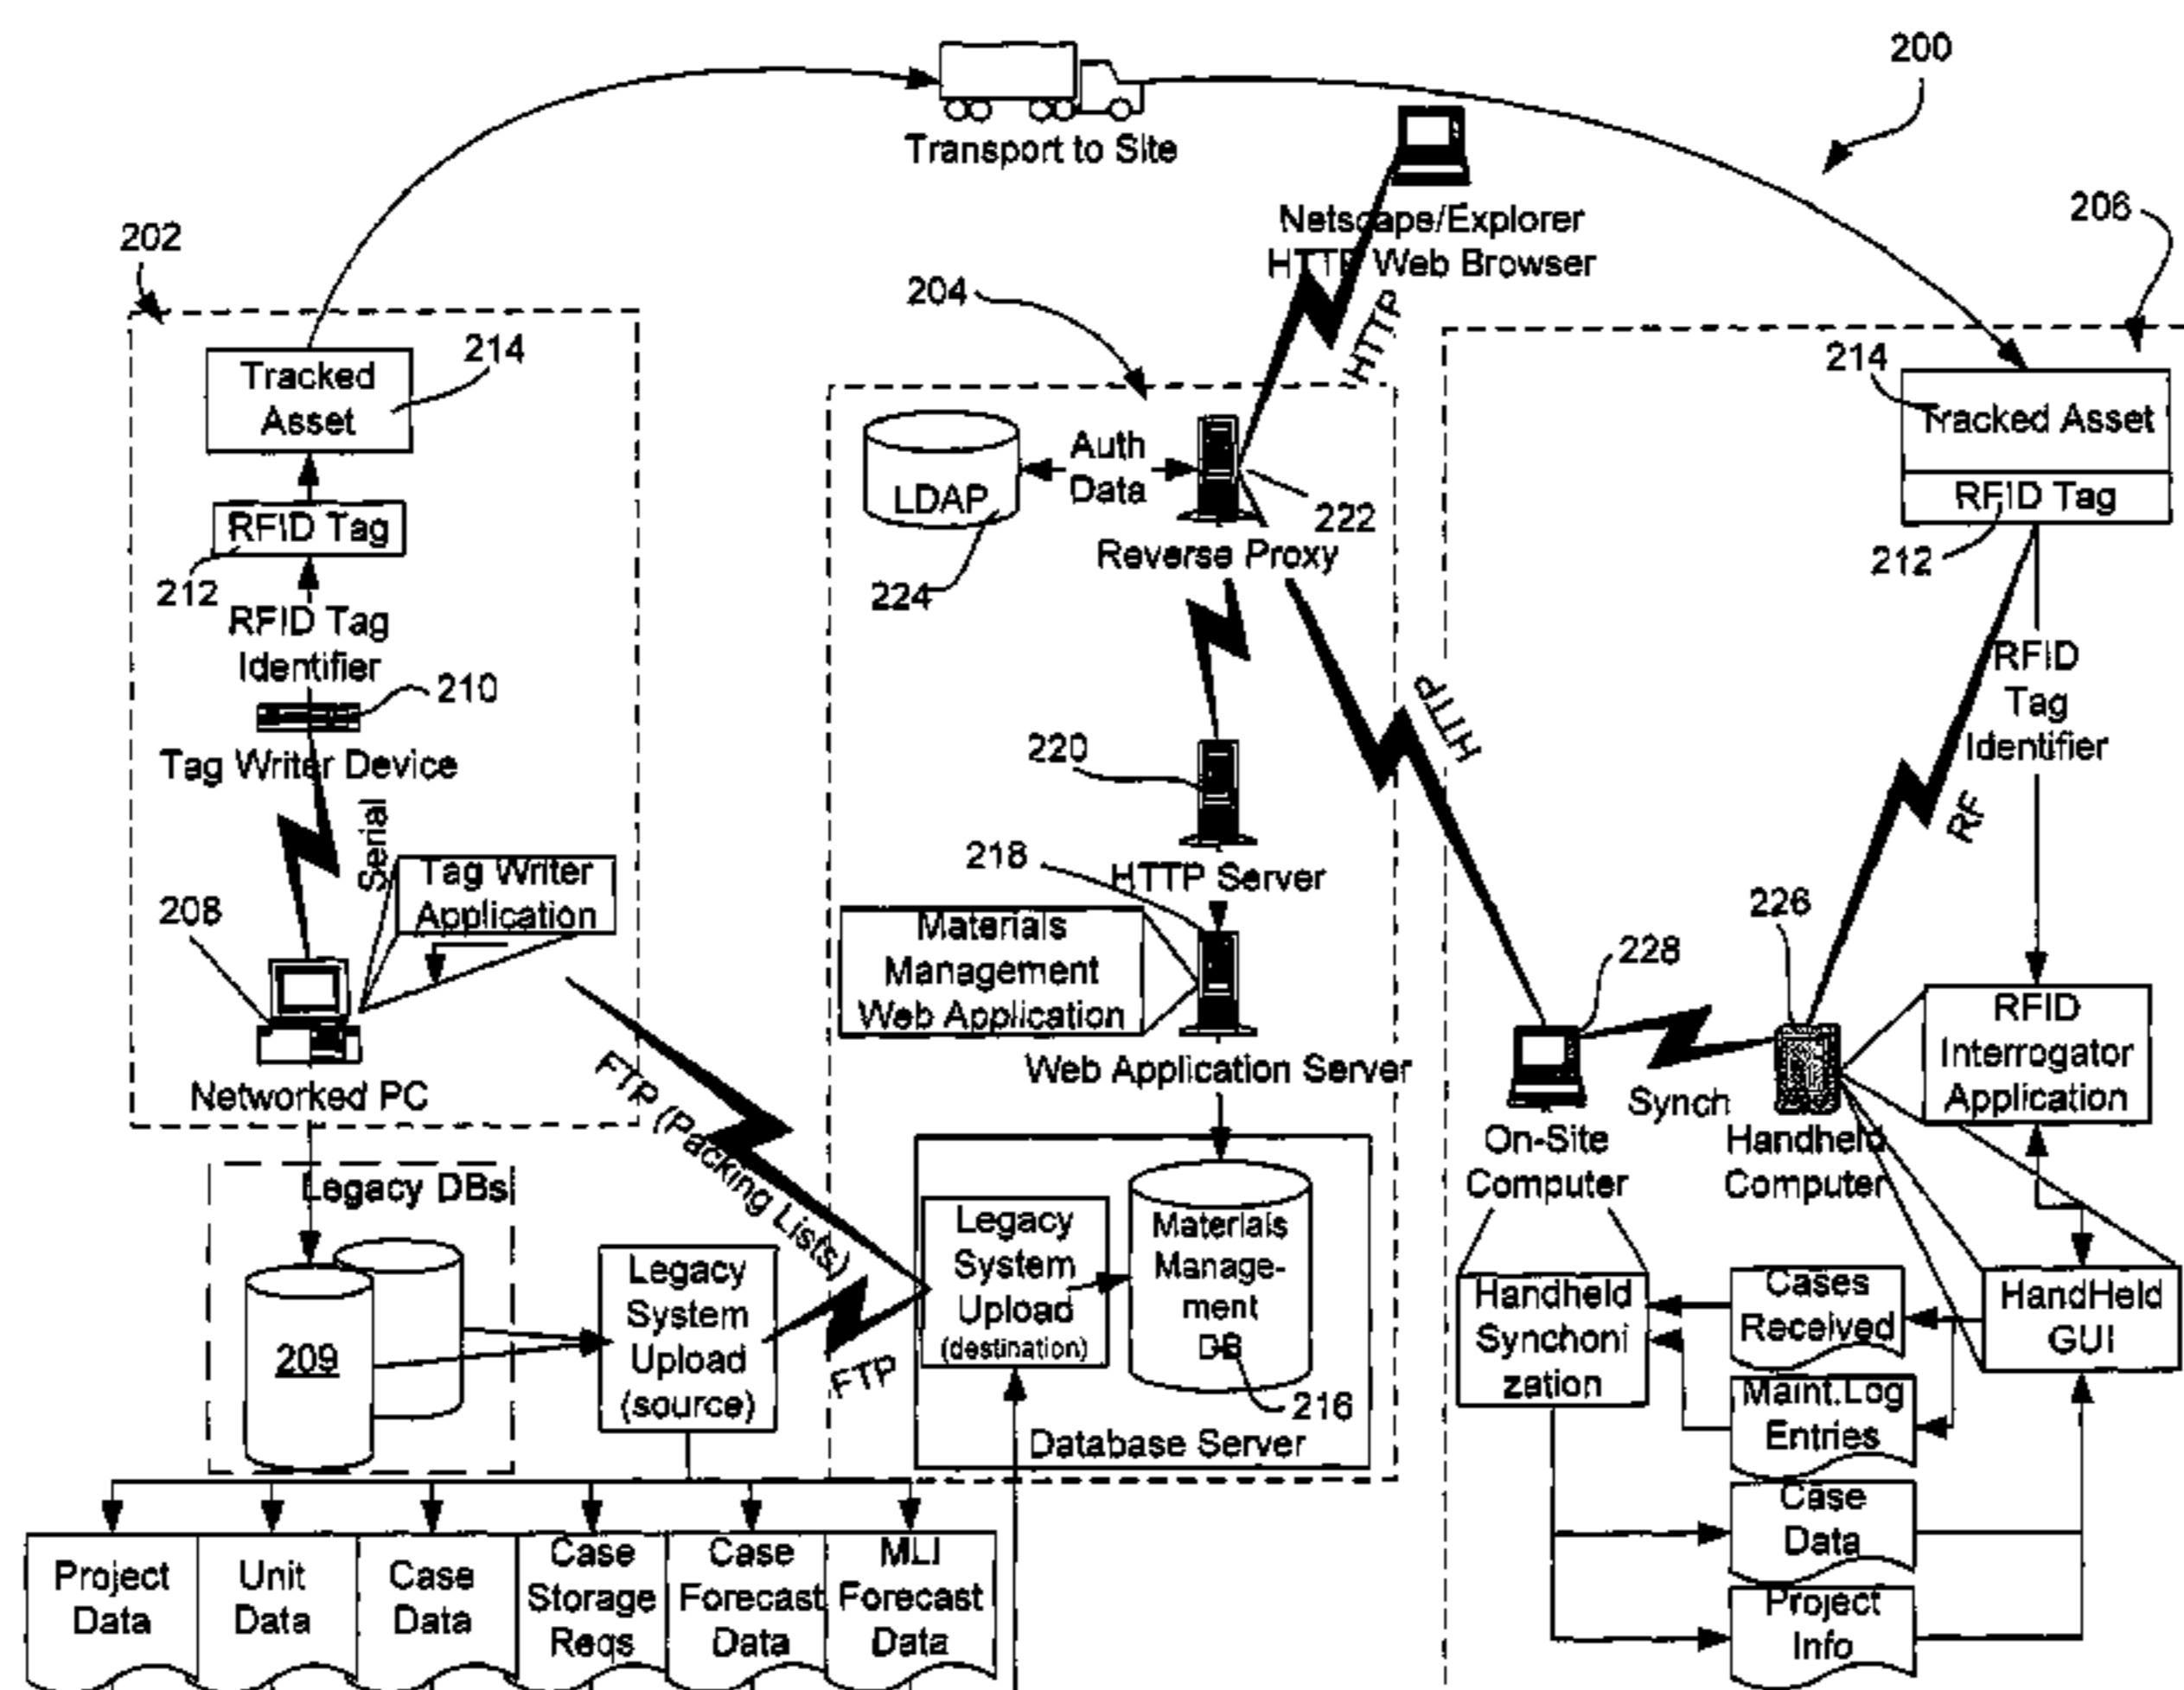 200
Transport to Site
Netscape/Explorer
HTTP Web Browser
HTTP
206
202
204
Tracked
Asset
214
RFID Tag
212
RFID Tag
Identifier
210
Tag Writer Device
Serial
Tag Writer
Application
208
Networked PC
Legacy DBs
209
Legacy
System
Upload
(source)
FTP (Packing Lists)
FTP
LDAP
224
Auth
Data
222
Reverse Proxy
220
HTTP Server
218
Materials
Management
Web Application
Web Application Server
Legacy
System
Upload
(destination)
Materials
Manage-
ment
DB
216
Database Server
HTTP
214
Tracked Asset
RFID Tag
212
RFID
Tag
Identifier
RF
226
228
Synch
On-Site
Computer
Handheld
Computer
RFID
Interrogator
Application
Handheld
Synchoni
zation
Cases
Received
Maint.Log
Entries
Case
Data
Project
Info
HandHeld
GUI
Project
Data
Unit
Data
Case
Data
Case
Storage
Reqs
Case
Forecast
Data
MLI
Forecast
Data